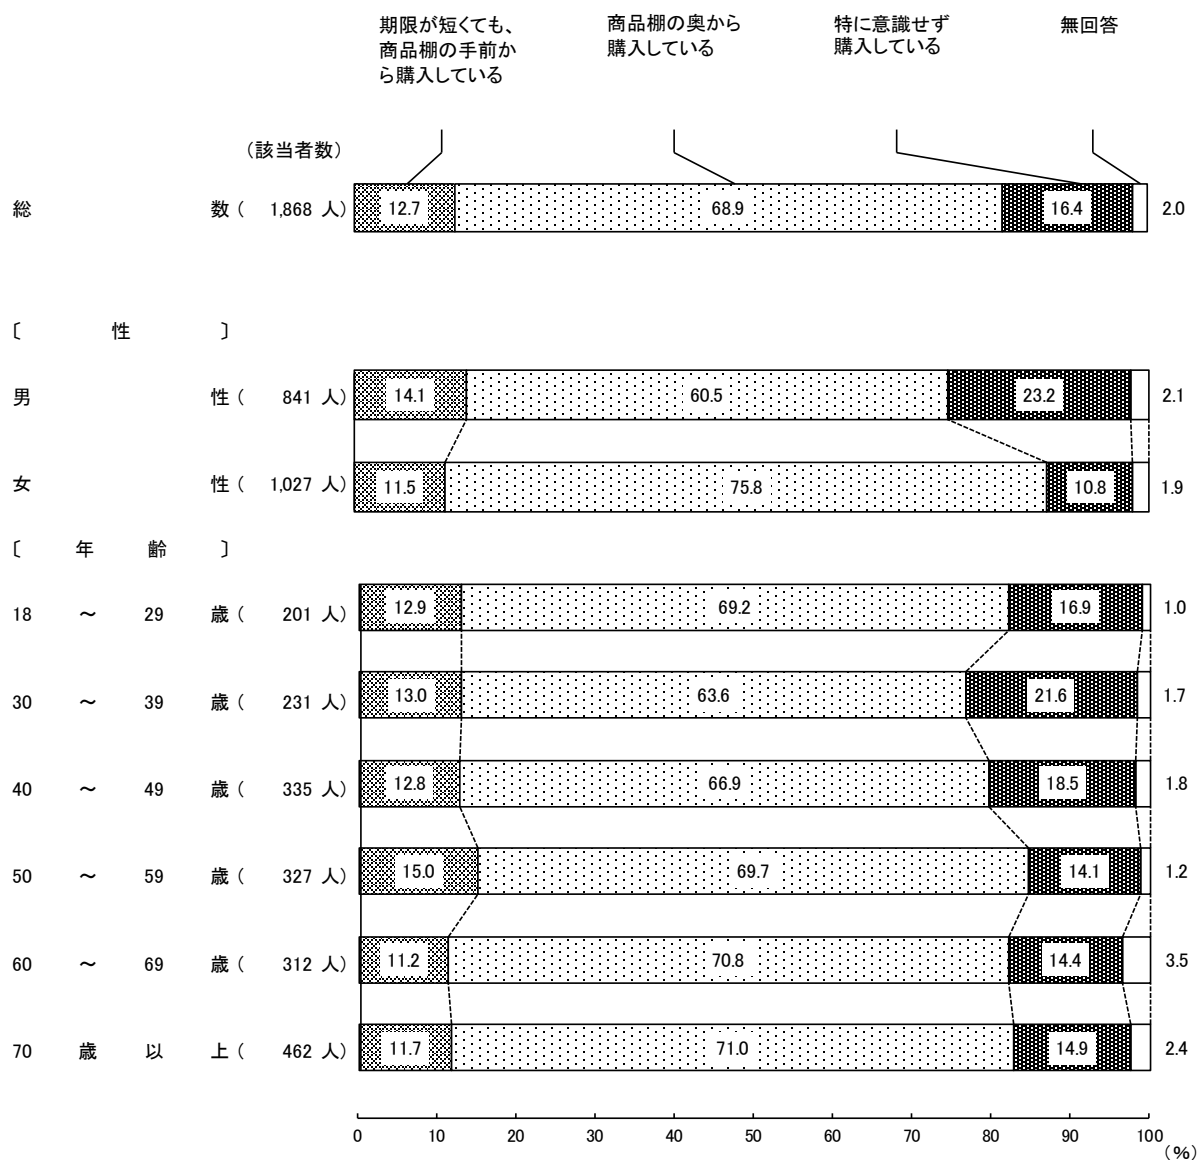 期限が短くても、
商品棚の手前か
ら購入している
商品棚の奥から
購入している
特に意識せず
購入している
無回答
（該当者数）
総 数 ( 1,868 人) 12.7 68.9 16.4 2.0
〔 性 〕
男 性 ( 841 人) 14.1 60.5 23.2 2.1
女 性 ( 1,027 人) 11.5 75.8 10.8 1.9
〔 年 齢 〕
18 ～ 29 歳 ( 201 人) 12.9 69.2 16.9 1.0
30 ～ 39 歳 ( 231 人) 13.0 63.6 21.6 1.7
40 ～ 49 歳 ( 335 人) 12.8 66.9 18.5 1.8
50 ～ 59 歳 ( 327 人) 15.0 69.7 14.1 1.2
60 ～ 69 歳 ( 312 人) 11.2 70.8 14.4 3.5
70 歳 以 上 ( 462 人) 11.7 71.0 14.9 2.4
0 10 20 30 40 50 60 70 80 90 100
（%）